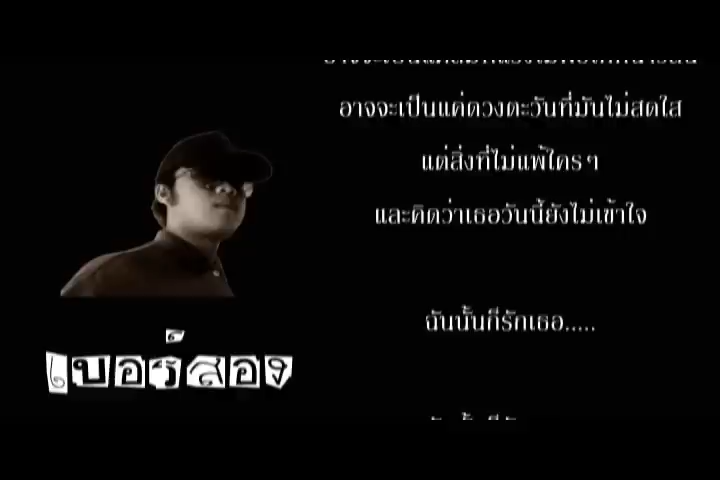 อาจจะเป็นแค่ดวงตะวันที่มันไม่สดใส
แต่สิ่งที่ไม่แพ้ใครๆ
และคิดว่าเธอวันนี้ยังไม่เข้าใจ
ฉันนั้นก็รักเธอ.....
เบอร์สอง